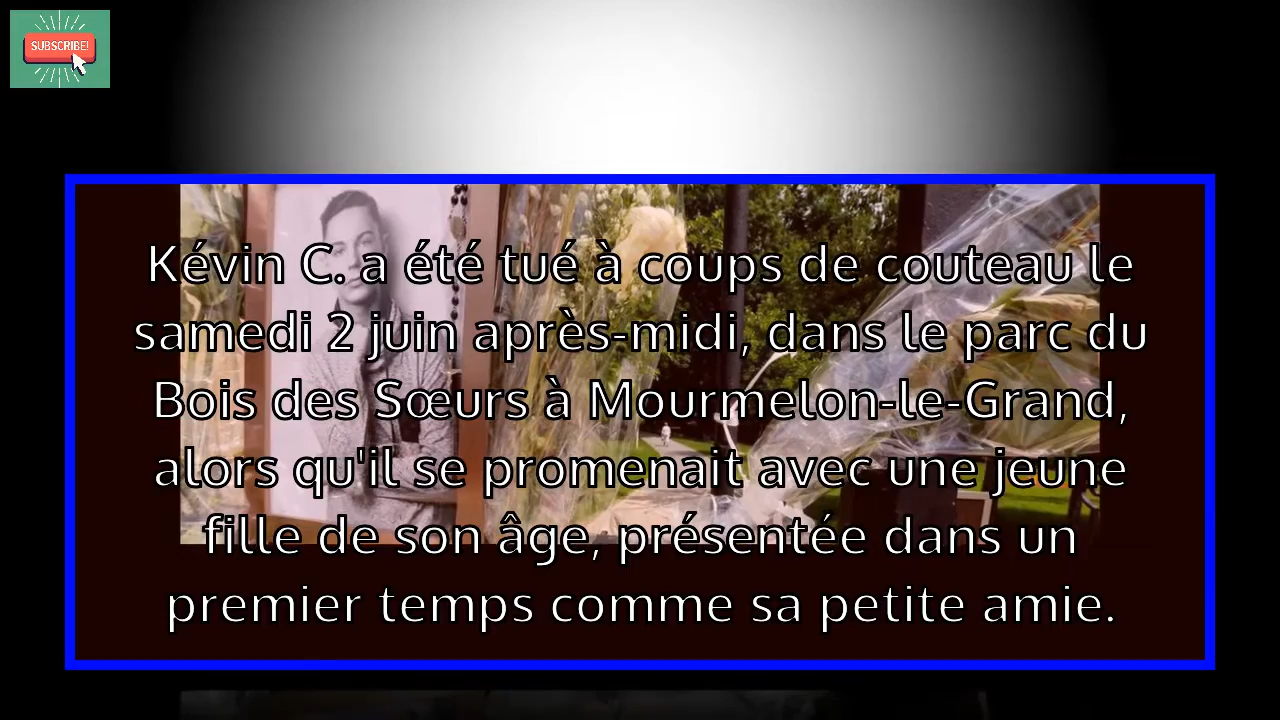 SUBSCRIBE!
Kévin C. a été tué à coups de couteau le
samedi 2 juin après-midi, dans le parc du
Bois des Sœurs à Mourmelon-le-Grand,
alors qu'il se promenait avec une jeune
fille de son âge, présentée dans un
premier temps comme sa petite amie.